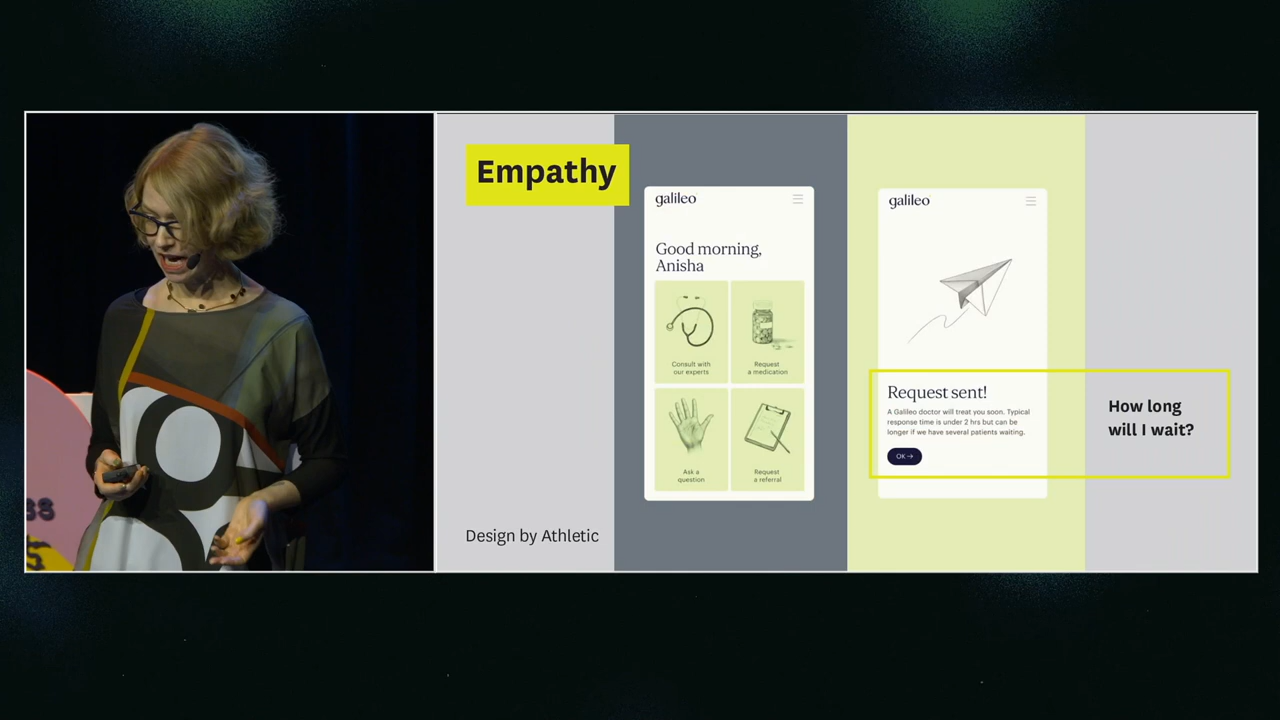 Empathy
galileo
Good morning,
Anisha
Consult with
our experts
Request
a medication
Ask a
question
Request
a referral
Design by Athletic
galileo
Request sent!
A Galileo doctor will treat you soon. Typical
response time is under 2 hrs but can be
longer if we have several patients waiting.
OK →
How long
will I wait?